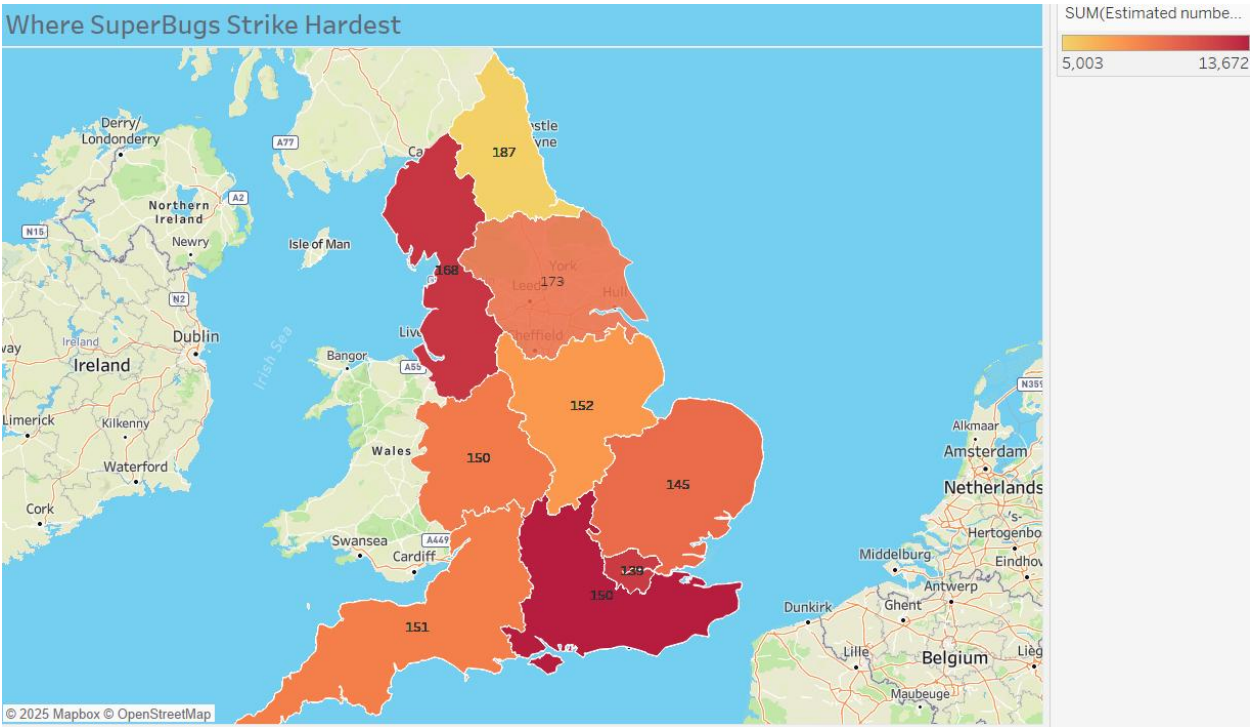 Where SuperBugs Strike Hardest
SUM(Estimated numbe...
5,003 13,672
Derry/
Londonderry
A77
187
A2
Northern
Ireland
N15
Newry
Isle of Man
168
York
173
Leeds
Hull
N2
Dublin
Ireland
Ireland
Irish Sea
Sheffield
Bangor
A55
N359
Limerick
Kilkenny
152
Alkmaar
Waterford
Wales
150
Amsterdam
145
Netherlands
Cork
's-
Hertogenbo
Swansea
A449
Cardiff
Middelburg
Eindhov
139
150
Antwerp
Dunkirk
Ghent
151
Lille
Belgium
Lièg
Maubeuge
© 2025 Mapbox © OpenStreetMap